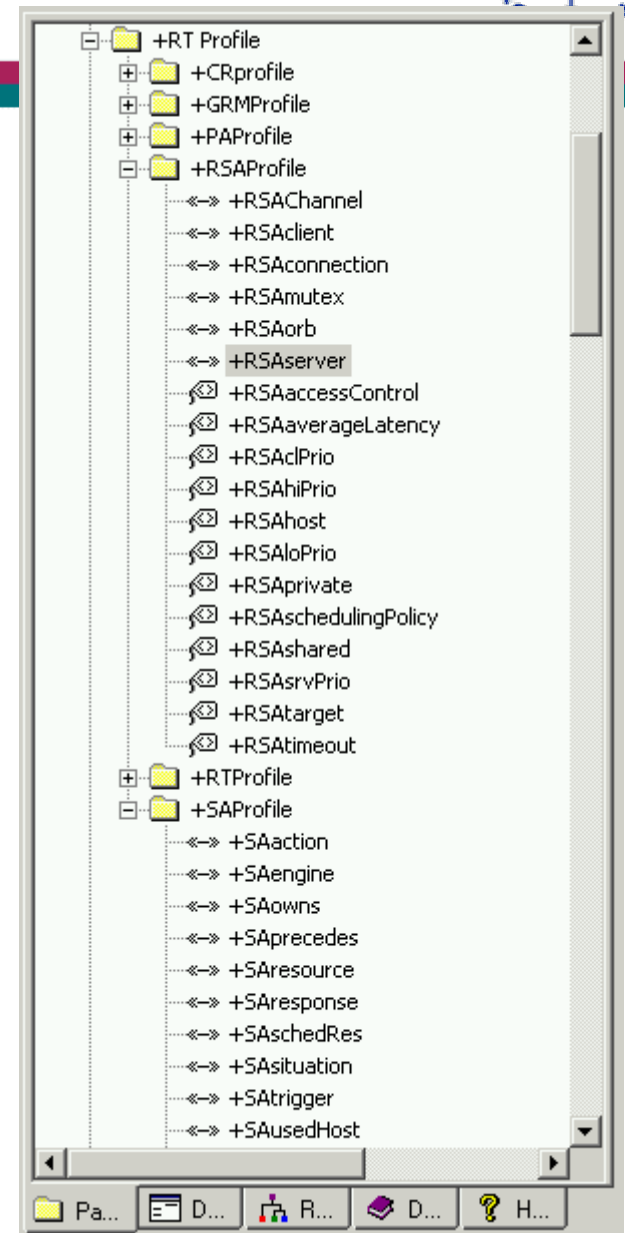 +RT Profile
+CRprofile
+GRMProfile
+PAProfile
+RSAProfile
«–» +RSAChannel
«–» +RSAclient
«–» +RSAconnection
«–» +RSAmutex
«–» +RSAorb
«–» +RSAserver
+RSAaccessControl
+RSAaverageLatency
+RSAclPrio
+RSAhiPrio
+RSAhost
+RSAloPrio
+RSAprivate
+RSAschedulingPolicy
+RSAshared
+RSAsrvPrio
+RSAtarget
+RSAtimeout
+RTProfile
+SAProfile
«–» +SAaction
«–» +SAengine
«–» +SAowns
«–» +SAprecedes
«–» +SAresource
«–» +SAresponse
«–» +SAschedRes
«–» +SAsituation
«–» +SAtrigger
«–» +SAusedHost
Pa... D... R... D... H...